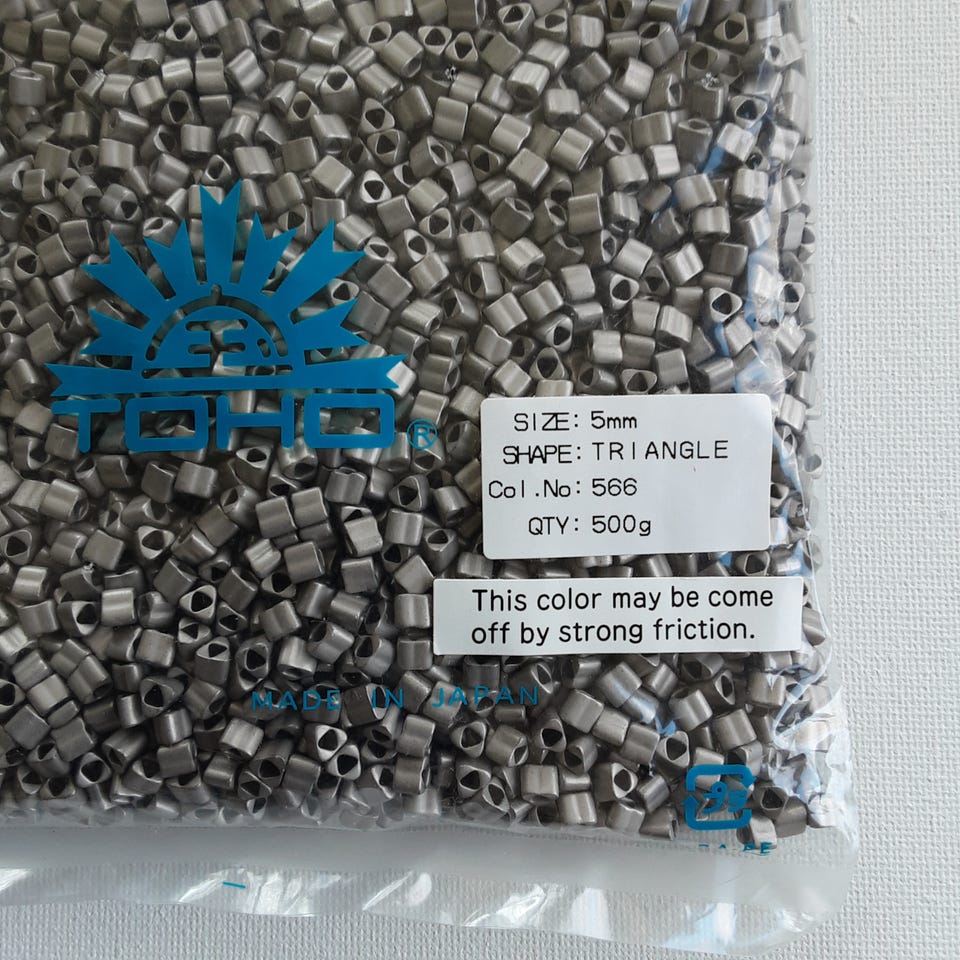 TOHO®
SIZE: 5mm
SHAPE: TRIANGLE
Col.No: 566
QTY: 500g
This color may be come
off by strong friction.
MADE IN JAPAN